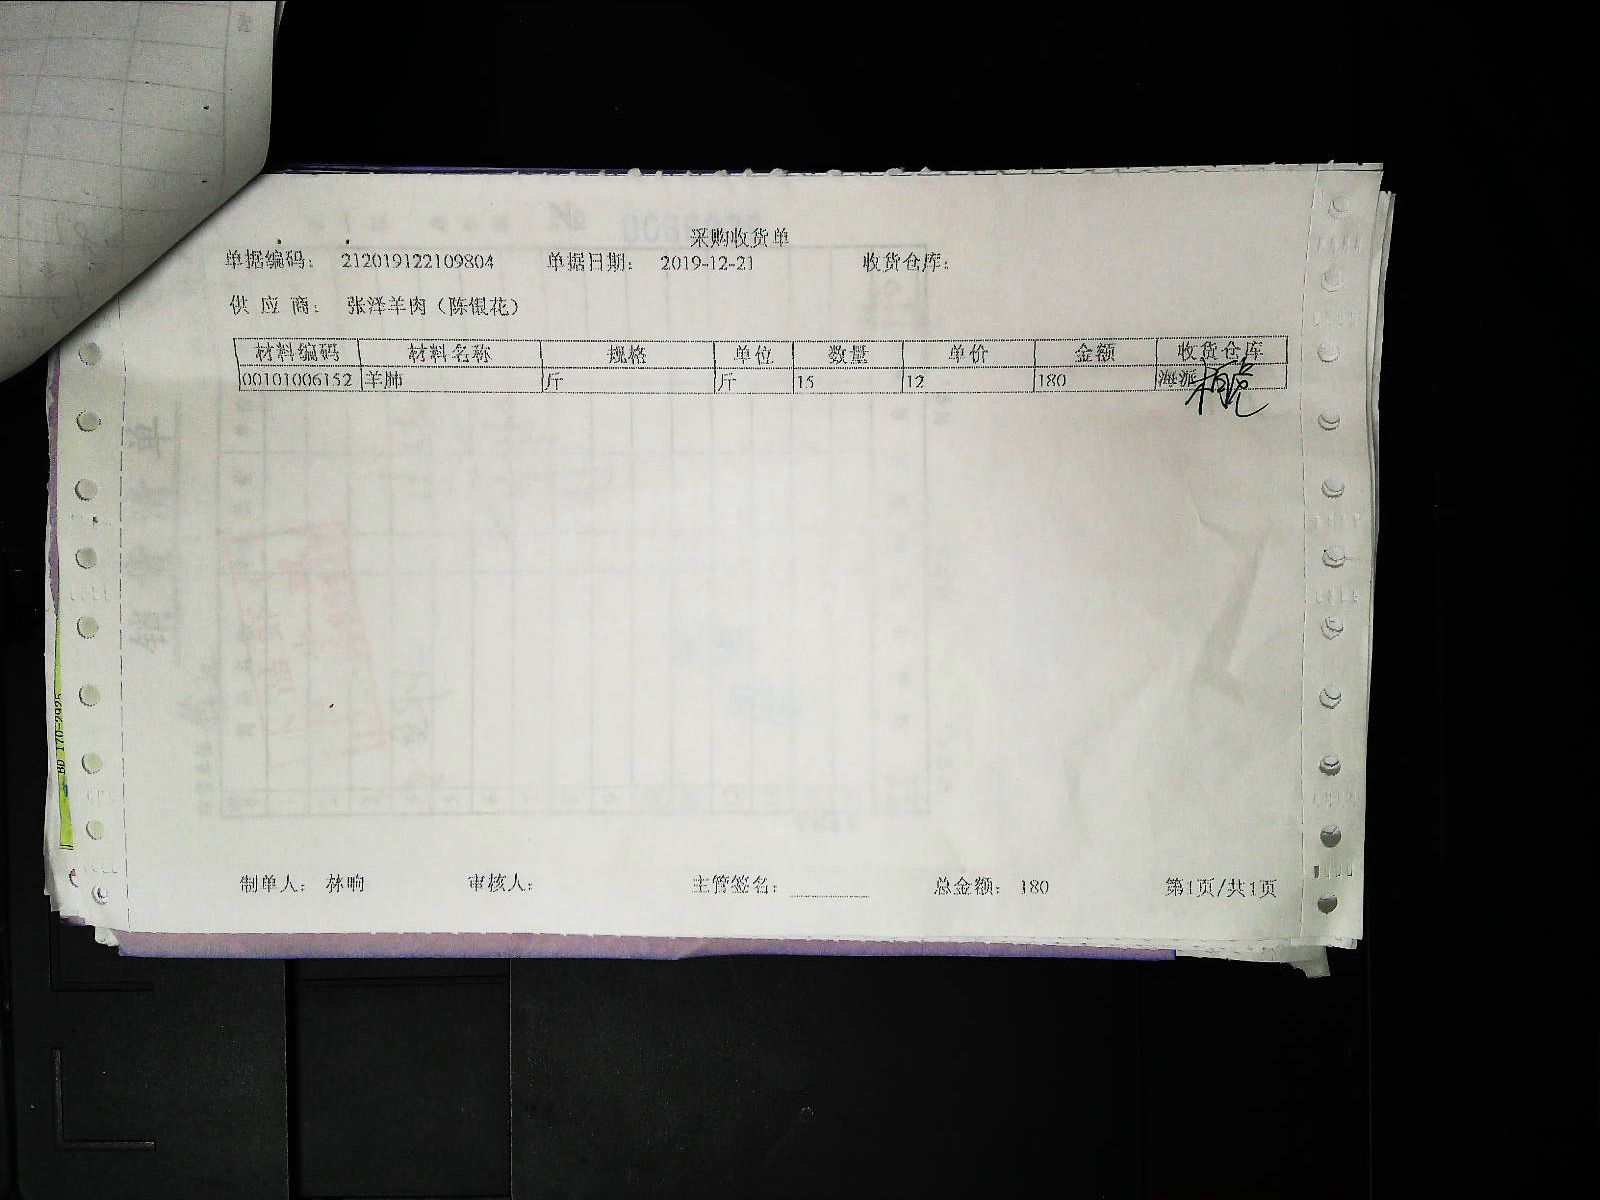 采购收货单
单据编码： 212019122109804 单据日期： 2019-12-21 收货仓库：
供 应 商： 张泽羊肉（陈银花）
材料编码 材料名称 规格 单位 数量 单价 金额 收货仓库
00101006152 羊肺 斤 斤 15 12 180 海派
制单人： 林响 审核人： 主管签名： 总金额： 180 第1页/共1页